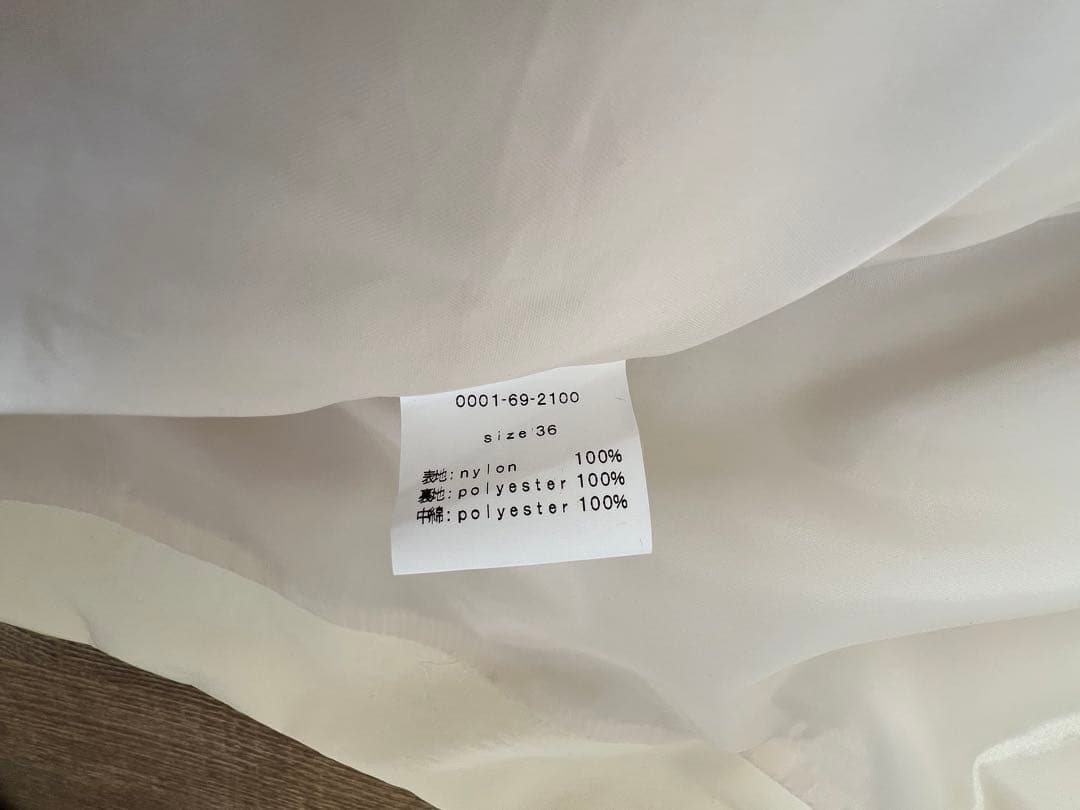 0001-69-2100
size 36
表地: nylon 100%
裏地: polyester 100%
中綿: polyester 100%